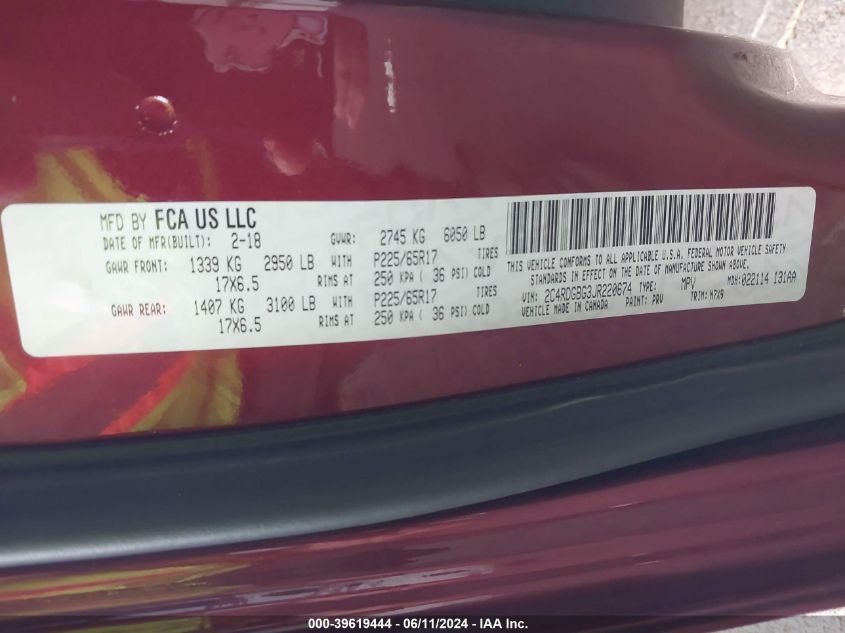 MFD BY FCA US LLC
DATE OF MFR(BUILT): 2-18 GVWR: 2745 KG 6050 LB
GAWR FRONT: 1339 KG 2950 LB WITH P225/65R17 TIRES
17X6.5 RIMS AT 250 KPA ( 36 PSI) COLD
GAWR REAR: 1407 KG 3100 LB WITH P225/65R17 TIRES
17X6.5 RIMS AT 250 KPA ( 36 PSI) COLD
THIS VEHICLE CONFORMS TO ALL APPLICABLE U.S.A. FEDERAL MOTOR VEHICLE SAFETY
STANDARDS IN EFFECT ON THE DATE OF MANUFACTURE SHOWN ABOVE.
VIN: 2C4RDGBG3JR220674 TYPE: MPV MDH: 022114 131AA
VEHICLE MADE IN CANADA PAINT: PRV TRIM:
000-39619444 - 06/11/2024 - IAA Inc.